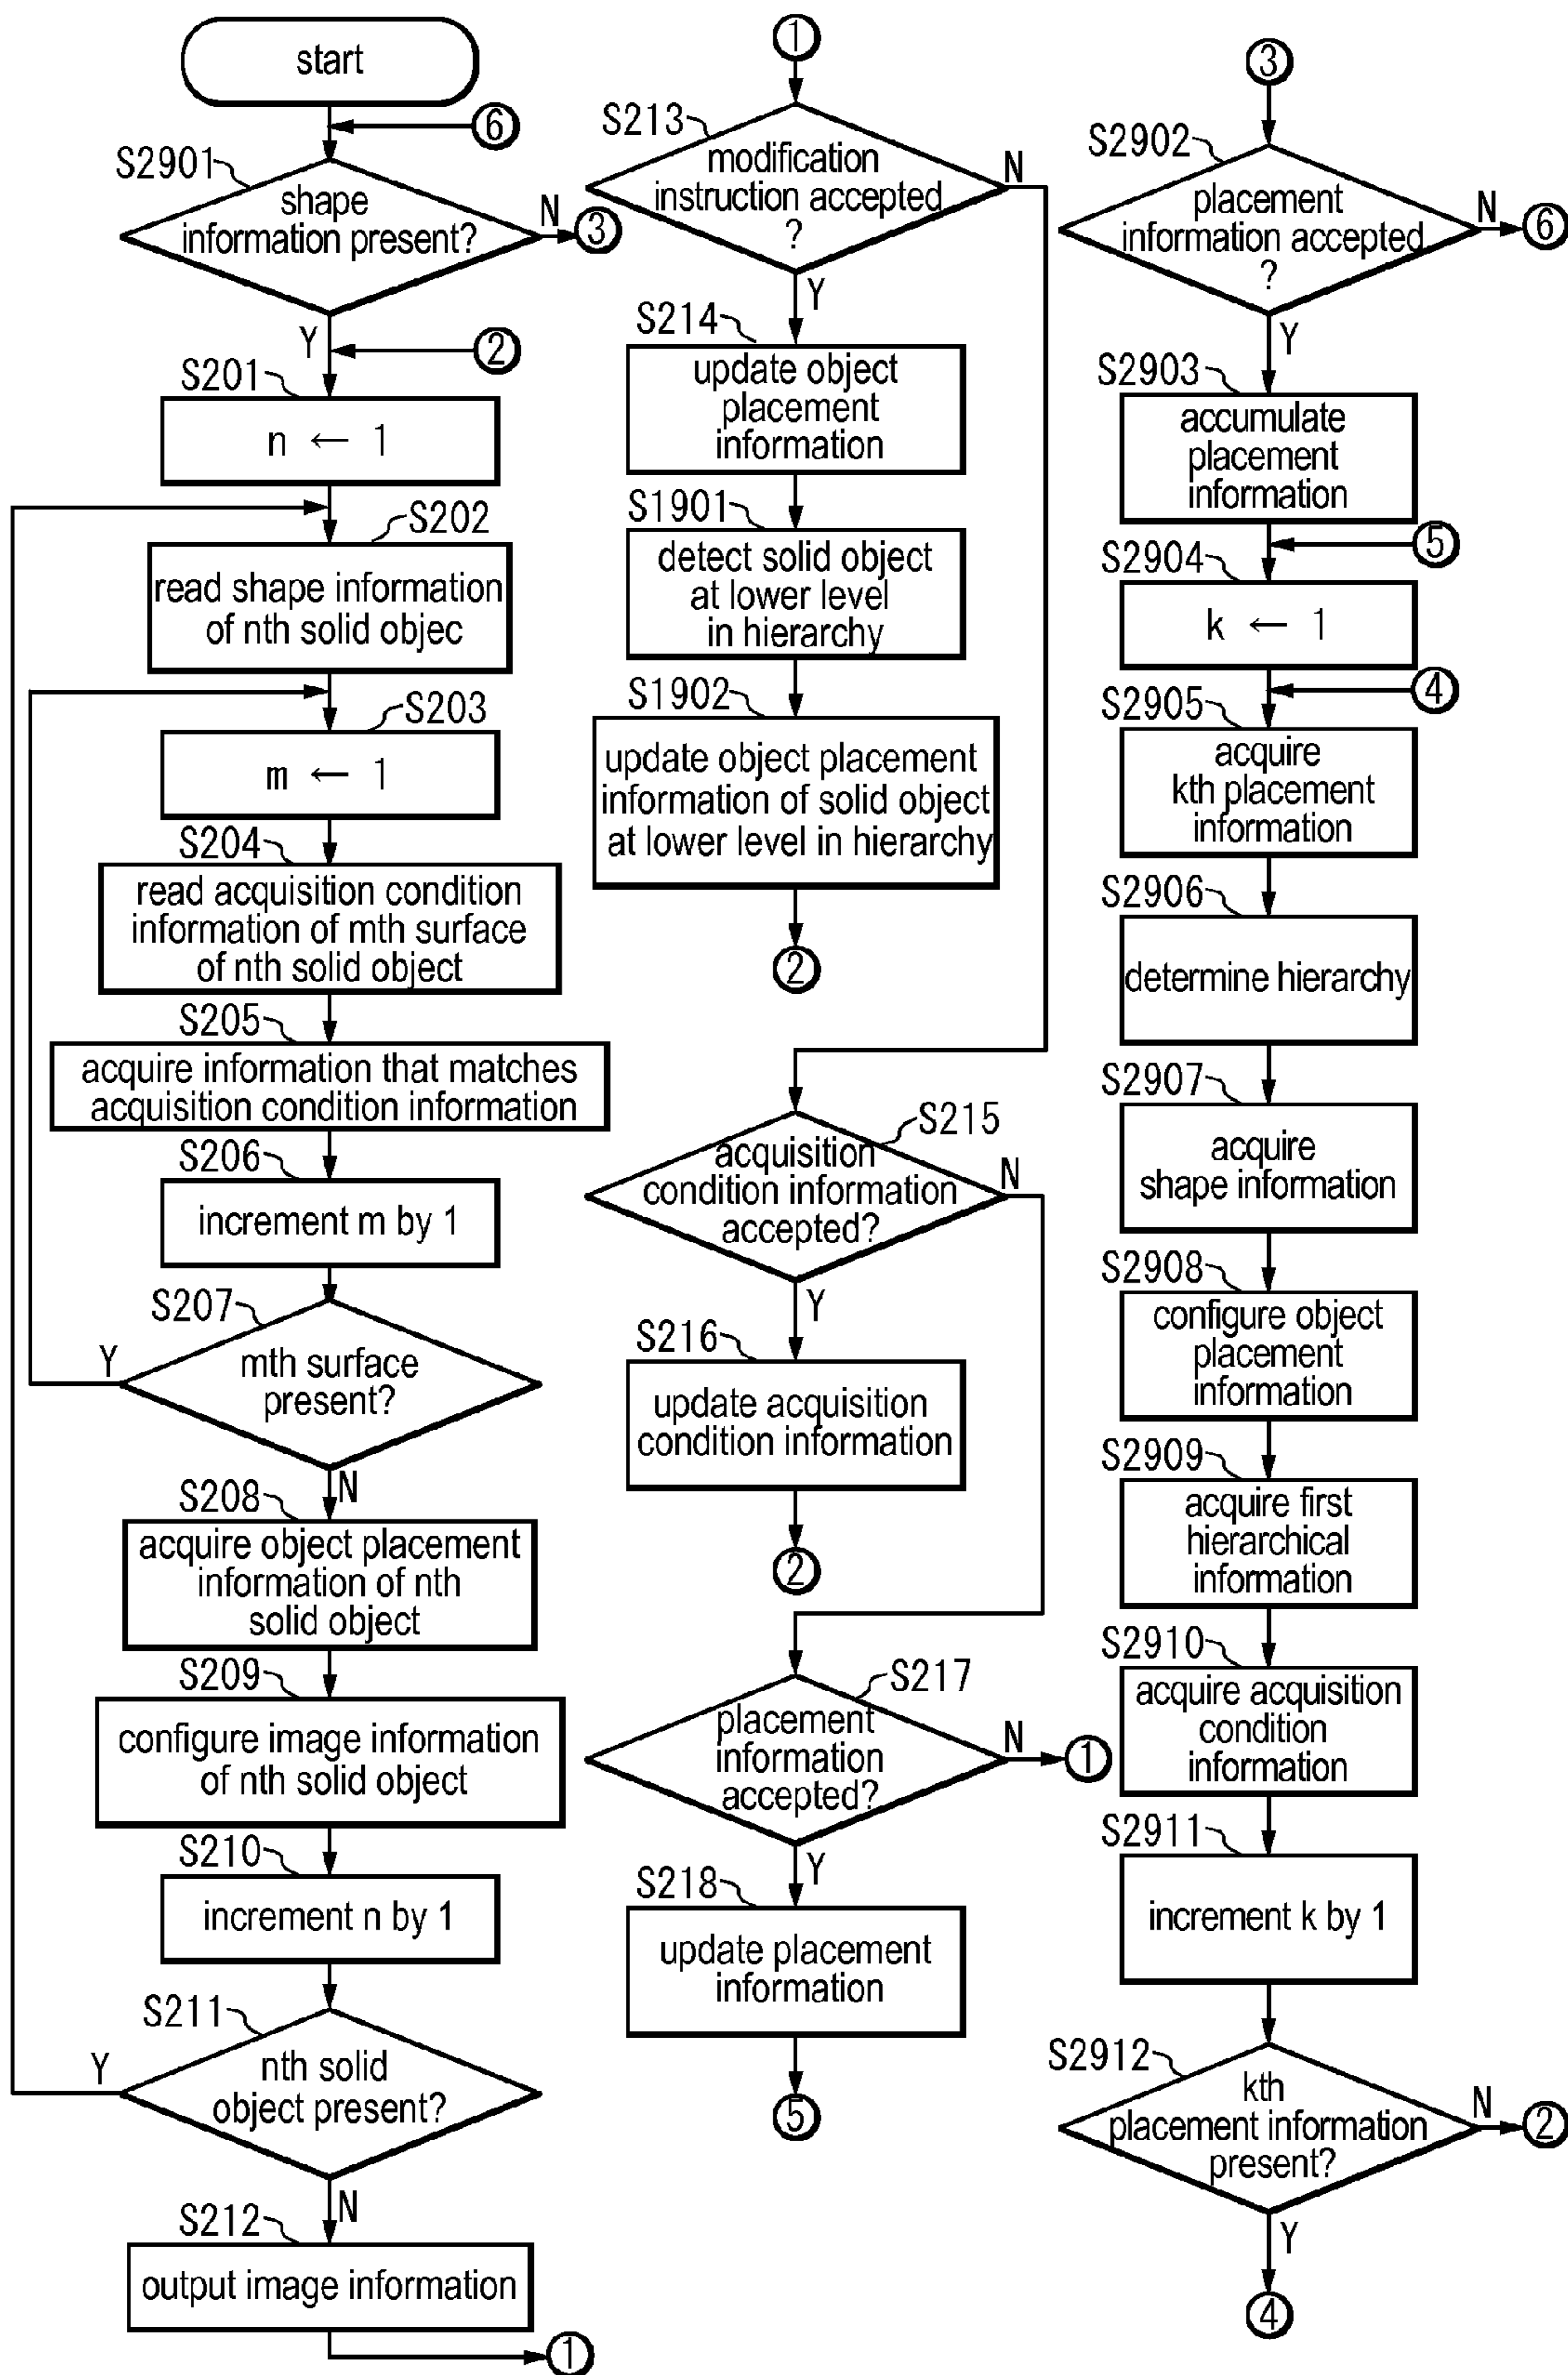 start
⑥
S2901
shape
information present?
N
③
Y
②
S201
n ← 1
S202
read shape information
of nth solid objec
S203
m ← 1
S204
read acquisition condition
information of mth surface
of nth solid object
S205
acquire information that matches
acquisition condition information
S206
increment m by 1
S207
Y
mth surface
present?
N
S208
acquire object placement
information of nth
solid object
S209
configure image information
of nth solid object
S210
increment n by 1
S211
Y
nth solid
object present?
N
S212
output image information
①
①
S213
modification
instruction accepted
?
N
Y
S214
update object
placement
information
S1901
detect solid object
at lower level
in hierarchy
S1902
update object placement
information of solid object
at lower level in hierarchy
②
S215
acquisition
condition information
accepted?
N
Y
S216
update acquisition
condition information
②
S217
placement
information
accepted?
N
①
Y
S218
update placement
information
⑤
③
S2902
placement
information accepted
?
N
⑥
Y
S2903
accumulate
placement
information
⑤
S2904
k ← 1
④
S2905
acquire
kth placement
information
S2906
determine hierarchy
S2907
acquire
shape information
S2908
configure object
placement
information
S2909
acquire first
hierarchical
information
S2910
acquire acquisition
condition
information
S2911
increment k by 1
S2912
kth
placement information
present?
N
②
Y
④